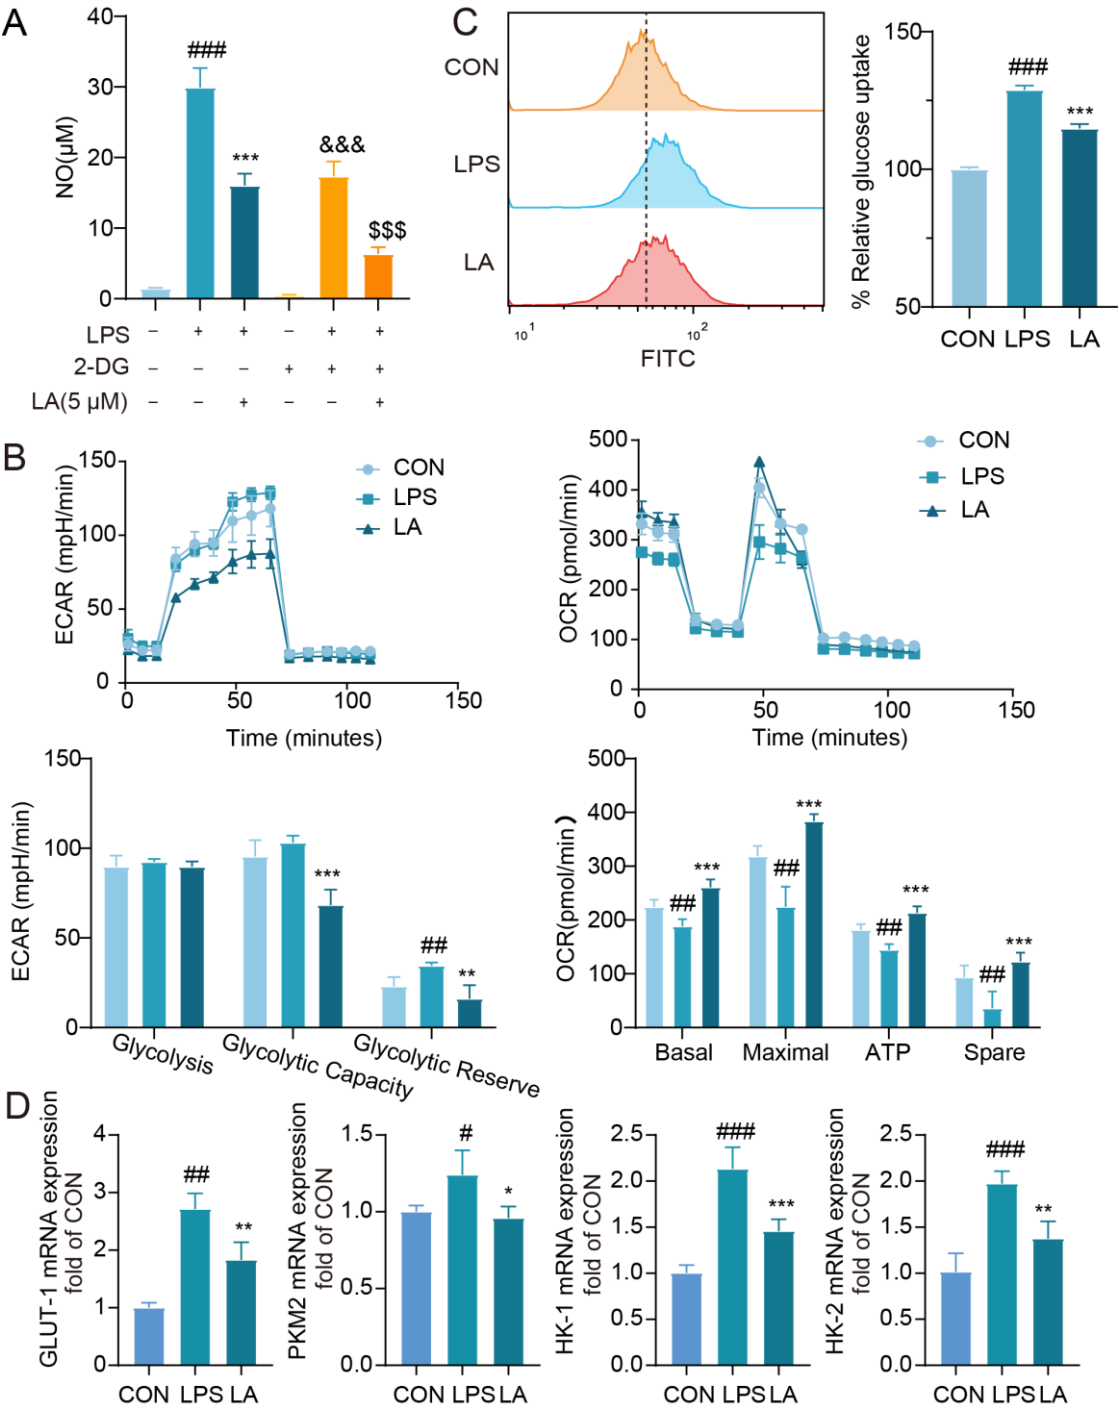 A
NO(μM)
40
30
20
10
0
###
***
&&&
$$$
LPS – + + – + +
2-DG – – – + + +
LA(5 μM) – – + – – +
C
CON
LPS
LA
10¹ 10²
FITC
% Relative glucose uptake
150
100
50
###
***
CON LPS LA
B
ECAR (mpH/min)
150
100
50
0
0 50 100 150
Time (minutes)
CON
LPS
LA
OCR (pmol/min)
500
400
300
200
100
0
0 50 100 150
Time (minutes)
CON
LPS
LA
ECAR (mpH/min)
150
100
50
0
***
##
**
Glycolysis
Glycolytic Capacity
Glycolytic Reserve
OCR(pmol/min)
500
400
300
200
100
0
##
***
##
***
##
***
##
***
Basal Maximal ATP Spare
D
GLUT-1 mRNA expression
fold of CON
4
3
2
1
0
##
**
CON LPS LA
PKM2 mRNA expression
fold of CON
1.5
1.0
0.5
0.0
#
*
CON LPS LA
HK-1 mRNA expression
fold of CON
2.5
2.0
1.5
1.0
0.5
0.0
###
***
CON LPS LA
HK-2 mRNA expression
fold of CON
2.5
2.0
1.5
1.0
0.5
0.0
###
**
CON LPS LA